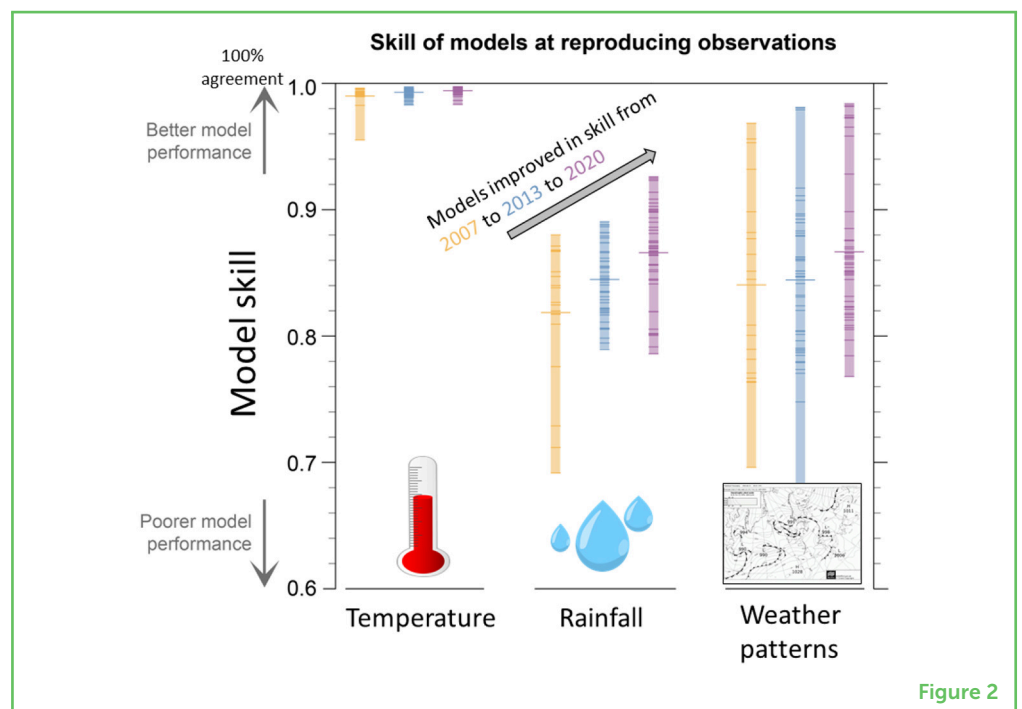 Skill of models at reproducing observations
100%
agreement
1.0
Better model
performance
Models improved in skill from
2007 to 2013 to 2020
0.9
Model skill
0.8
0.7
Poorer model
performance
0.6
Temperature
Rainfall
Weather
patterns
Figure 2